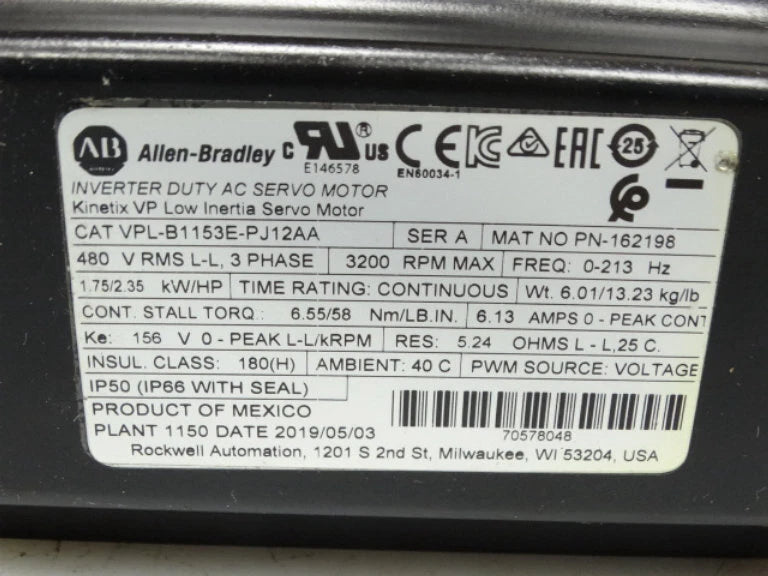 AB Allen-Bradley c RU® US CE KC EAC 25
E146578 EN60034-1
INVERTER DUTY AC SERVO MOTOR
Kinetix VP Low Inertia Servo Motor
CAT VPL-B1153E-PJ12AA SER A MAT NO PN-162198
480 V RMS L-L, 3 PHASE 3200 RPM MAX FREQ: 0-213 Hz
1.75/2.35 kW/HP TIME RATING: CONTINUOUS Wt. 6.01/13.23 kg/lb
CONT. STALL TORQ.: 6.55/58 Nm/LB.IN. 6.13 AMPS 0 - PEAK CONT
Ke: 156 V 0 - PEAK L-L/kRPM RES: 5.24 OHMS L - L,25 C.
INSUL. CLASS: 180(H) AMBIENT: 40 C PWM SOURCE: VOLTAGE
IP50 (IP66 WITH SEAL)
PRODUCT OF MEXICO
PLANT 1150 DATE 2019/05/03 70578048
Rockwell Automation, 1201 S 2nd St, Milwaukee, WI 53204, USA